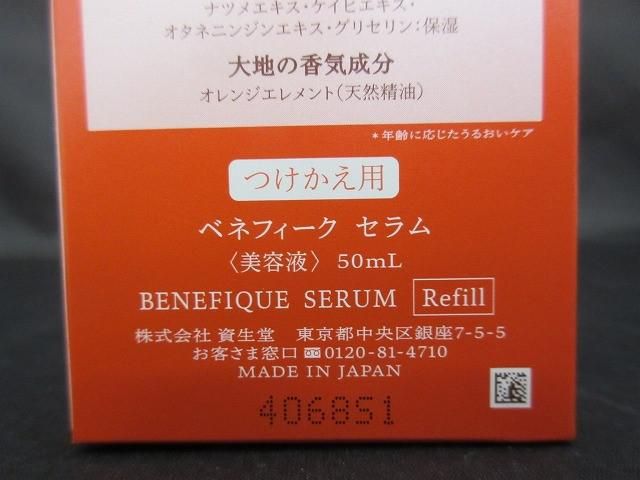 ナツメエキス・ケイヒエキス・
オタネニンジンエキス・グリセリン：保湿
大地の香気成分
オレンジエレメント（天然精油）
*年齢に応じたうるおいケア
つけかえ用
ベネフィーク セラム
〈美容液〉 50mL
BENEFIQUE SERUM Refill
株式会社 資生堂 東京都中央区銀座7-5-5
お客さま窓口 0120-81-4710
MADE IN JAPAN
4068S1